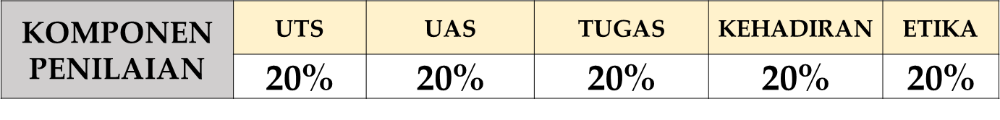 KOMPONEN
PENILAIAN
UTS UAS TUGAS KEHADIRAN ETIKA
20% 20% 20% 20% 20%